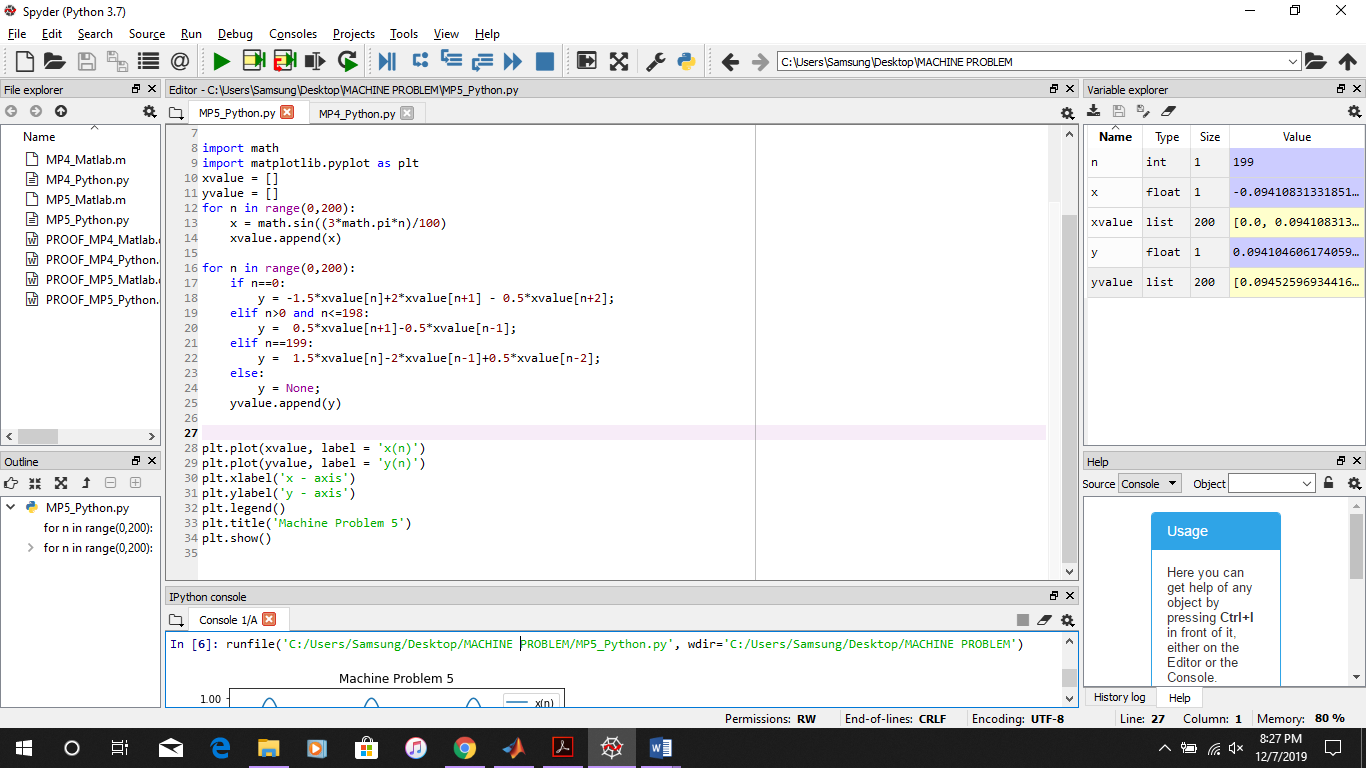 Spyder (Python 3.7)
File Edit Search Source Run Debug Consoles Projects Tools View Help
C:\Users\Samsung\Desktop\MACHINE PROBLEM
File explorer
Name
MP4_Matlab.m
MP4_Python.py
MP5_Matlab.m
MP5_Python.py
PROOF_MP4_Matlab.
PROOF_MP4_Python.
PROOF_MP5_Matlab.
PROOF_MP5_Python.
Outline
MP5_Python.py
for n in range(0,200):
for n in range(0,200):
Editor - C:\Users\Samsung\Desktop\MACHINE PROBLEM\MP5_Python.py
MP5_Python.py MP4_Python.py
7
8 import math
9 import matplotlib.pyplot as plt
10 xvalue = []
11 yvalue = []
12 for n in range(0,200):
13     x = math.sin((3*math.pi*n)/100)
14     xvalue.append(x)
15
16 for n in range(0,200):
17     if n==0:
18         y = -1.5*xvalue[n]+2*xvalue[n+1] - 0.5*xvalue[n+2];
19     elif n>0 and n<=198:
20         y =  0.5*xvalue[n+1]-0.5*xvalue[n-1];
21     elif n==199:
22         y =  1.5*xvalue[n]-2*xvalue[n-1]+0.5*xvalue[n-2];
23     else:
24         y = None;
25     yvalue.append(y)
26
27
28 plt.plot(xvalue, label = 'x(n)')
29 plt.plot(yvalue, label = 'y(n)')
30 plt.xlabel('x - axis')
31 plt.ylabel('y - axis')
32 plt.legend()
33 plt.title('Machine Problem 5')
34 plt.show()
35
IPython console
Console 1/A
In [6]: runfile('C:/Users/Samsung/Desktop/MACHINE PROBLEM/MP5_Python.py', wdir='C:/Users/Samsung/Desktop/MACHINE PROBLEM')
Machine Problem 5
1.00
x(n)
Variable explorer
Name Type Size Value
n int 1 199
x float 1 -0.09410831331851…
xvalue list 200 [0.0, 0.094108313…
y float 1 0.094104606174059…
yvalue list 200 [0.09452596934416…
Help
Source Console Object
Usage
Here you can
get help of any
object by
pressing Ctrl+I
in front of it,
either on the
Editor or the
Console.
History log Help
Permissions: RW End-of-lines: CRLF Encoding: UTF-8 Line: 27 Column: 1 Memory: 80 %
8:27 PM
12/7/2019